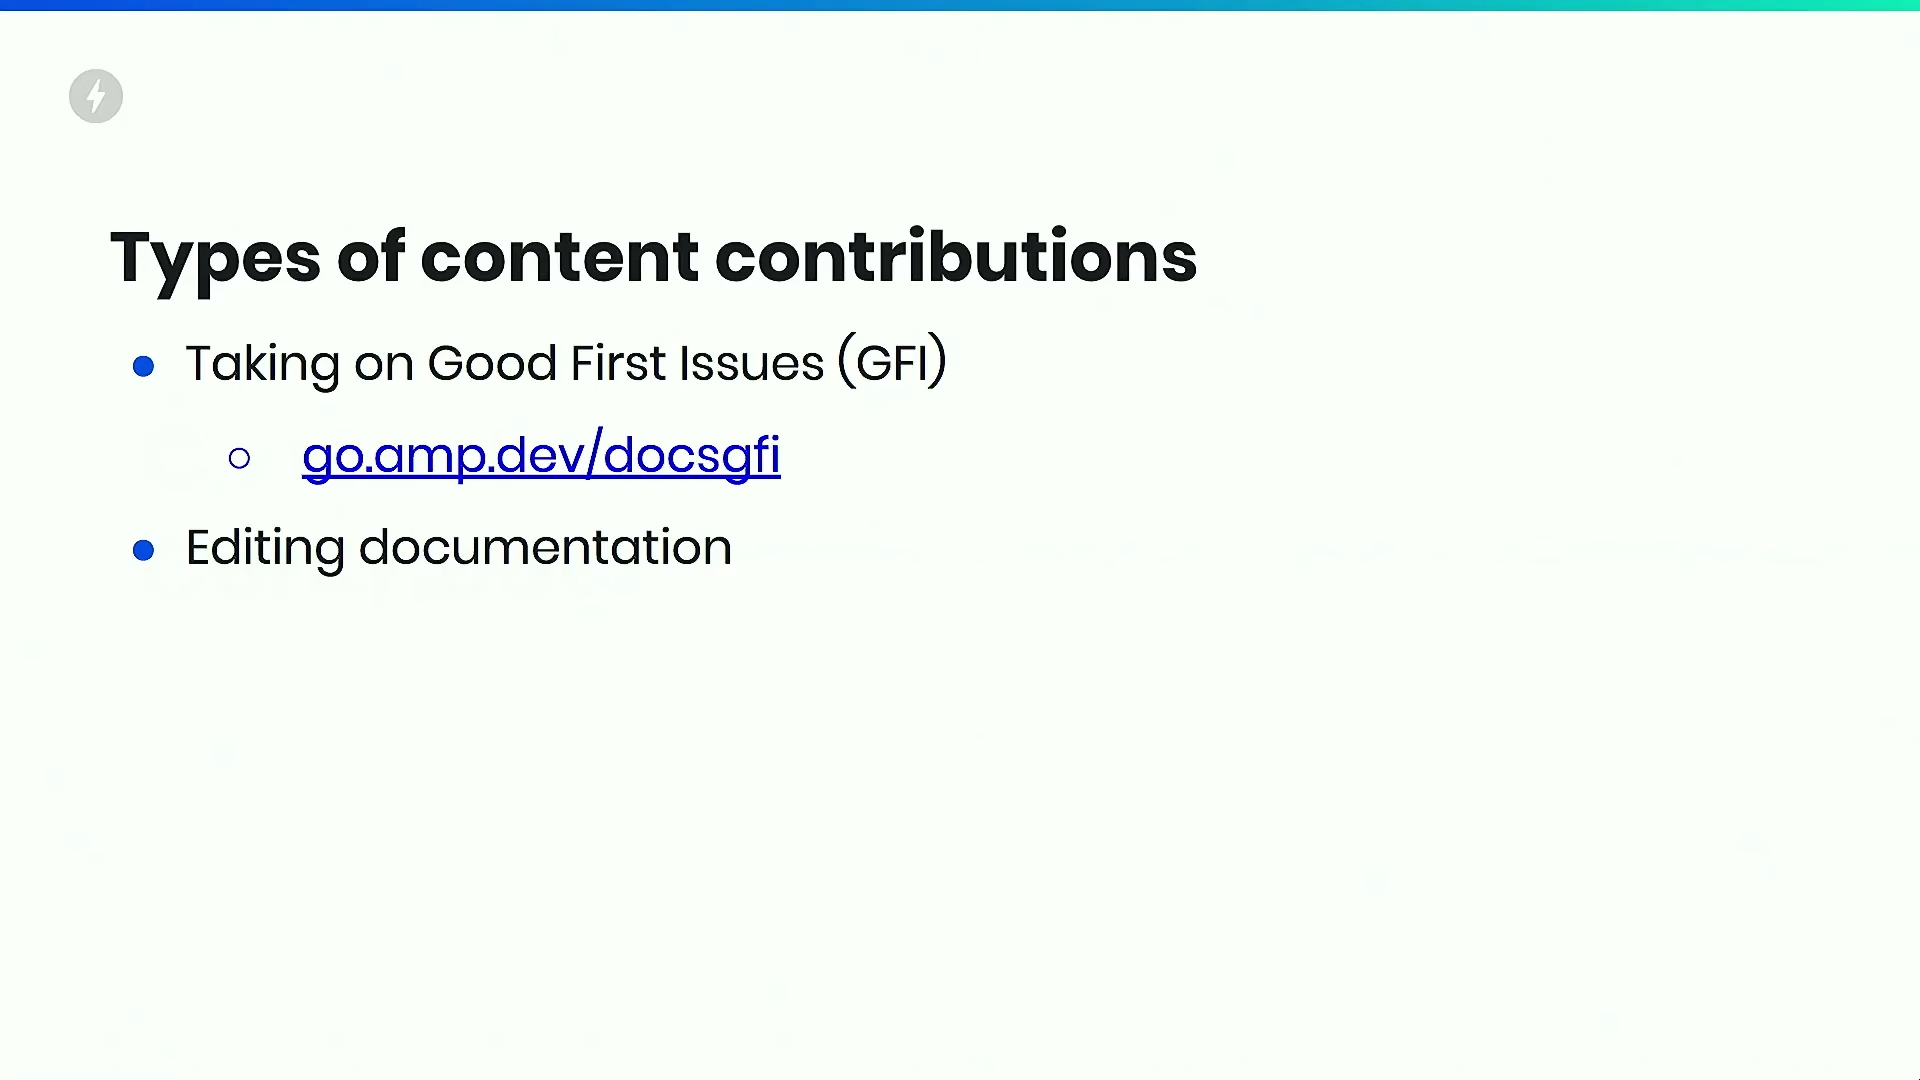 Types of content contributions
● Taking on Good First Issues (GFI)
○ go.amp.dev/docsgfi
● Editing documentation